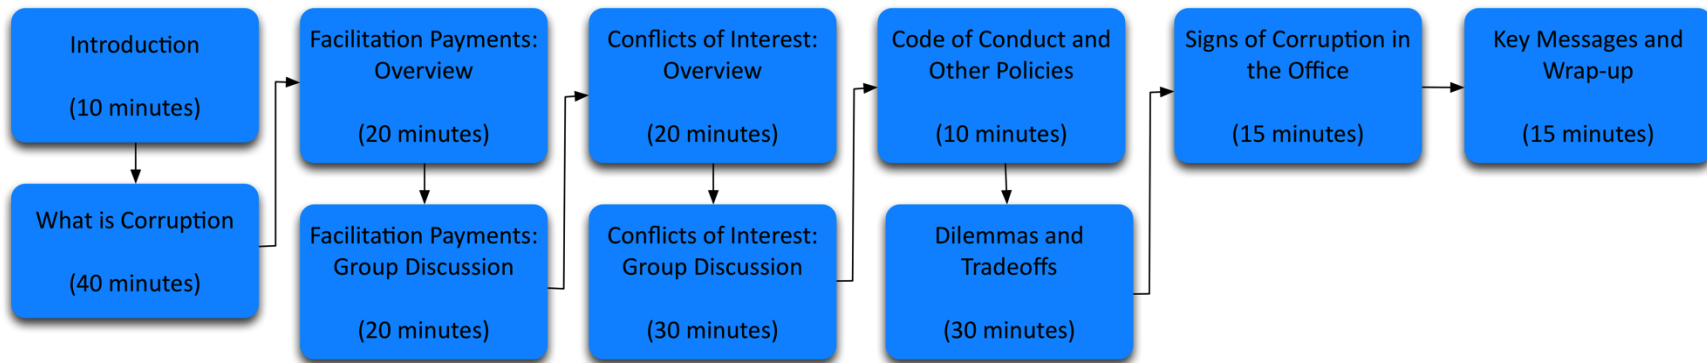 Introduction
(10 minutes)
What is Corruption
(40 minutes)
Facilitation Payments:
Overview
(20 minutes)
Facilitation Payments:
Group Discussion
(20 minutes)
Conflicts of Interest:
Overview
(20 minutes)
Conflicts of Interest:
Group Discussion
(30 minutes)
Code of Conduct and
Other Policies
(10 minutes)
Dilemmas and
Tradeoffs
(30 minutes)
Signs of Corruption in
the Office
(15 minutes)
Key Messages and
Wrap-up
(15 minutes)